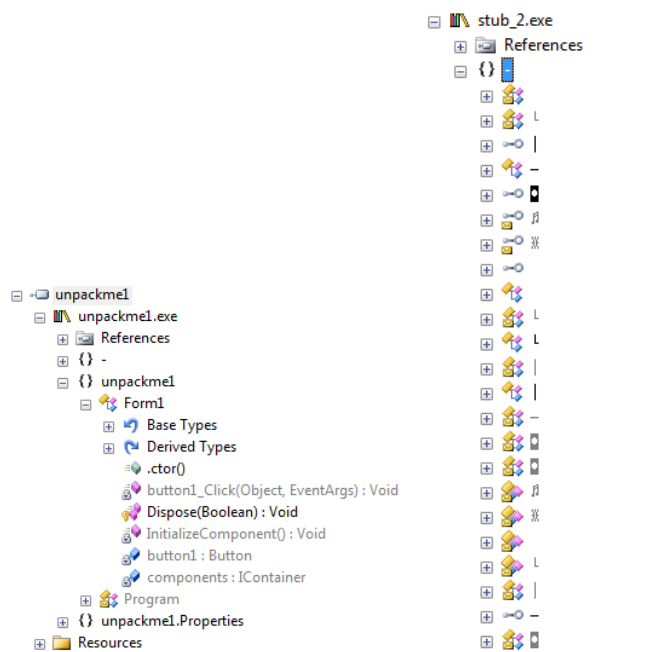 stub_2.exe
References
-
unpackme1
unpackme1.exe
References
-
unpackme1
Form1
Base Types
Derived Types
.ctor()
button1_Click(Object, EventArgs) : Void
Dispose(Boolean) : Void
InitializeComponent() : Void
button1 : Button
components : IContainer
Program
unpackme1.Properties
Resources